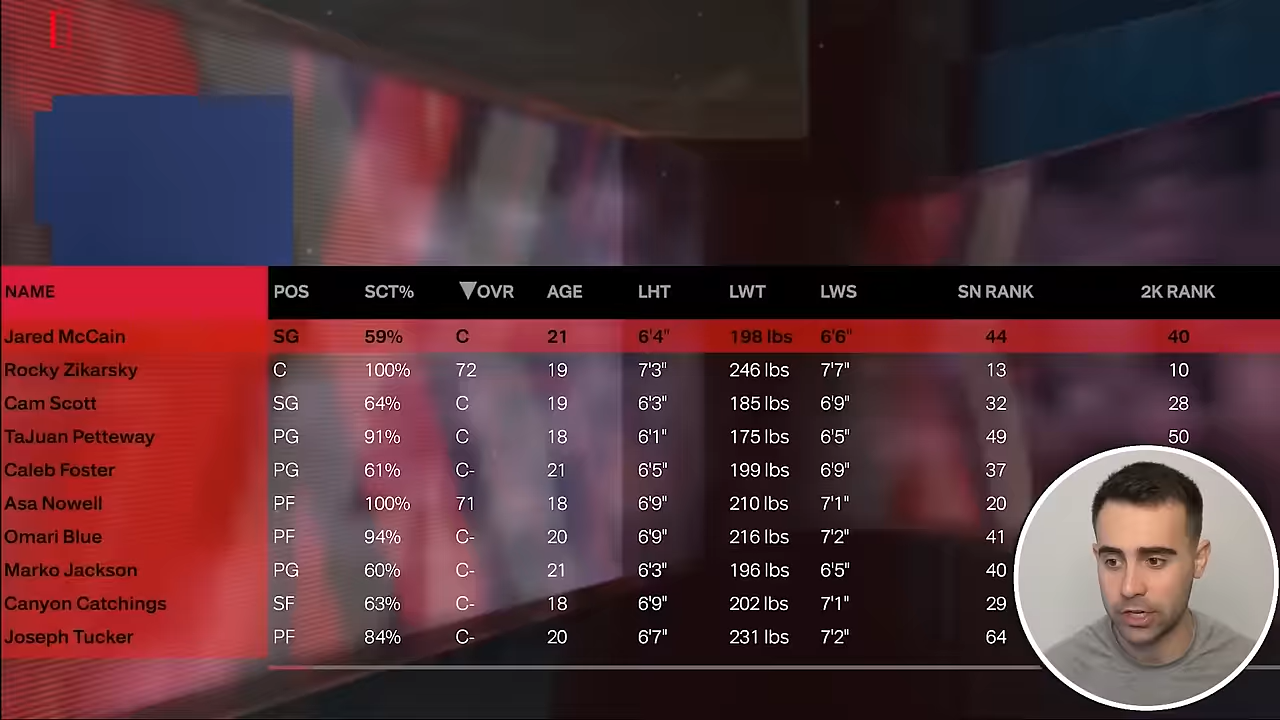 NAME POS SCT% ▼OVR AGE LHT LWT LWS SN RANK 2K RANK
Jared McCain SG 59% C 21 6'4" 198 lbs 6'6" 44 40
Rocky Zikarsky C 100% 72 19 7'3" 246 lbs 7'7" 13 10
Cam Scott SG 64% C 19 6'3" 185 lbs 6'9" 32 28
TaJuan Petteway PG 91% C 18 6'1" 175 lbs 6'5" 49 50
Caleb Foster PG 61% C- 21 6'5" 199 lbs 6'9" 37
Asa Nowell PF 100% 71 18 6'9" 210 lbs 7'1" 20
Omari Blue PF 94% C- 20 6'9" 216 lbs 7'2" 41
Marko Jackson PG 60% C- 21 6'3" 196 lbs 6'5" 40
Canyon Catchings SF 63% C- 18 6'9" 202 lbs 7'1" 29
Joseph Tucker PF 84% C- 20 6'7" 231 lbs 7'2" 64